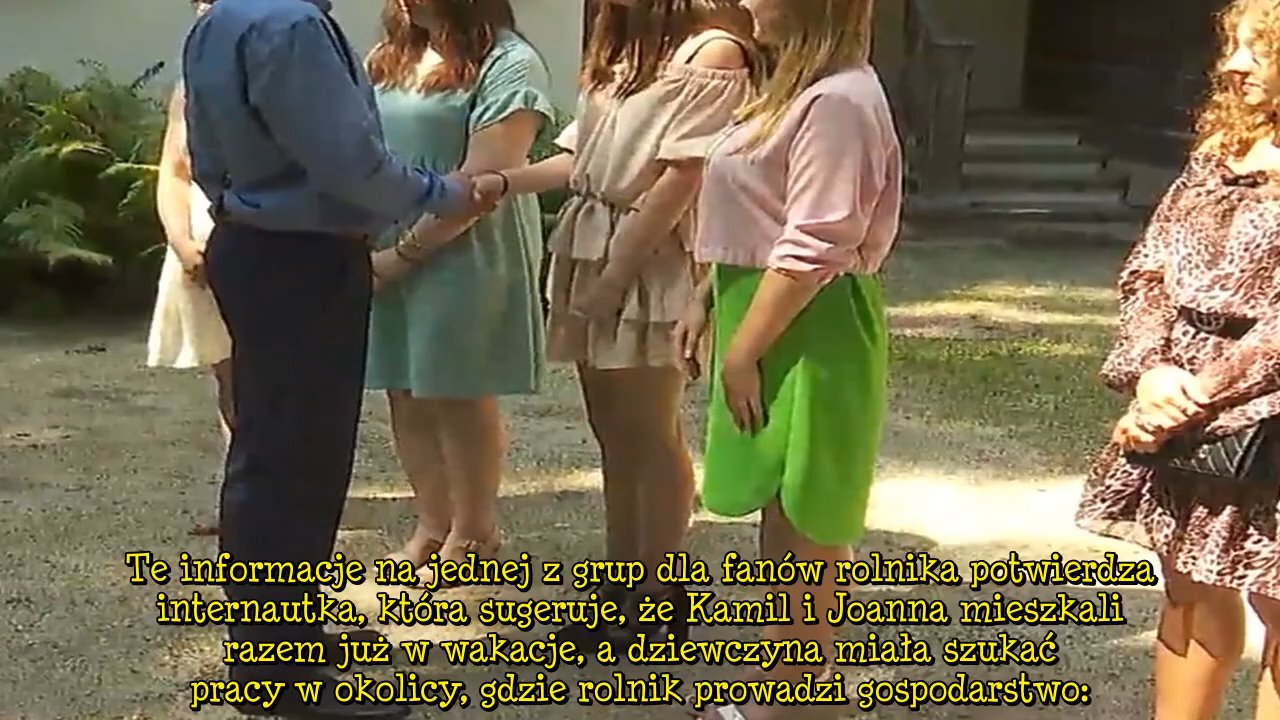 Te informacje na jednej z grup dla fanów rolnika potwierdza
internautka, która sugeruje, że Kamil i Joanna mieszkali
razem już w wakacje, a dziewczyna miała szukać
pracy w okolicy, gdzie rolnik prowadzi gospodarstwo: